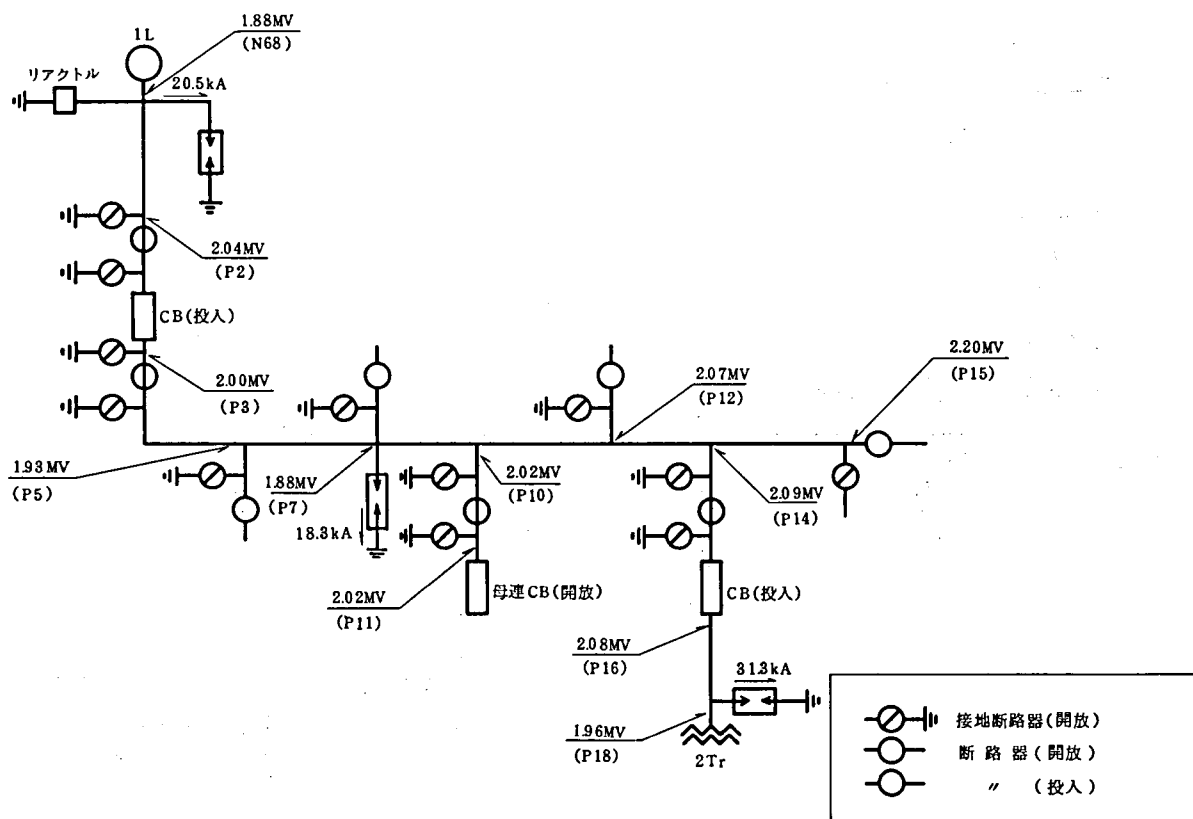 1.88MV
(N68)
1L
リアクトル
20.5kA
2.04MV
(P2)
CB(投入)
2.00MV
(P3)
2.07MV
(P12)
2.20MV
(P15)
1.93MV
(P5)
1.88MV
(P7)
2.02MV
(P10)
2.09MV
(P14)
18.3kA
2.02MV
(P11)
母連CB(開放)
CB(投入)
2.08MV
(P16)
31.3kA
1.96MV
(P18)
2Tr
接地断路器(開放)
断路器(開放)
〃 (投入)